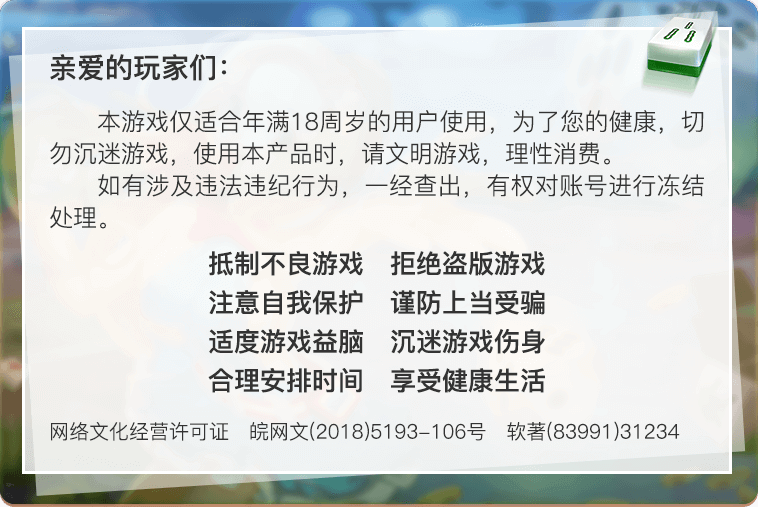 亲爱的玩家们：
本游戏仅适合年满18周岁的用户使用，为了您的健康，切
勿沉迷游戏，使用本产品时，请文明游戏，理性消费。
如有涉及违法违纪行为，一经查出，有权对账号进行冻结
处理。
抵制不良游戏 拒绝盗版游戏
注意自我保护 谨防上当受骗
适度游戏益脑 沉迷游戏伤身
合理安排时间 享受健康生活
网络文化经营许可证 皖网文(2018)5193-106号 软著(83991)31234